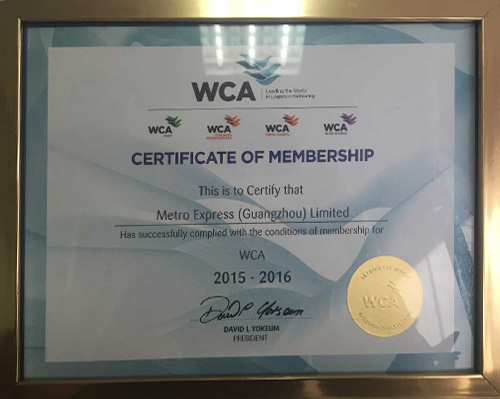 WCA
Leading the World
in Logistics Partnering
WCA
WCA
WCA
WCA
CERTIFICATE OF MEMBERSHIP
This is to Certify that
Metro Express (Guangzhou) Limited
Has successfully complied with the conditions of membership for
WCA
2015 - 2016
DAVID L YOKEUM
PRESIDENT
WCA